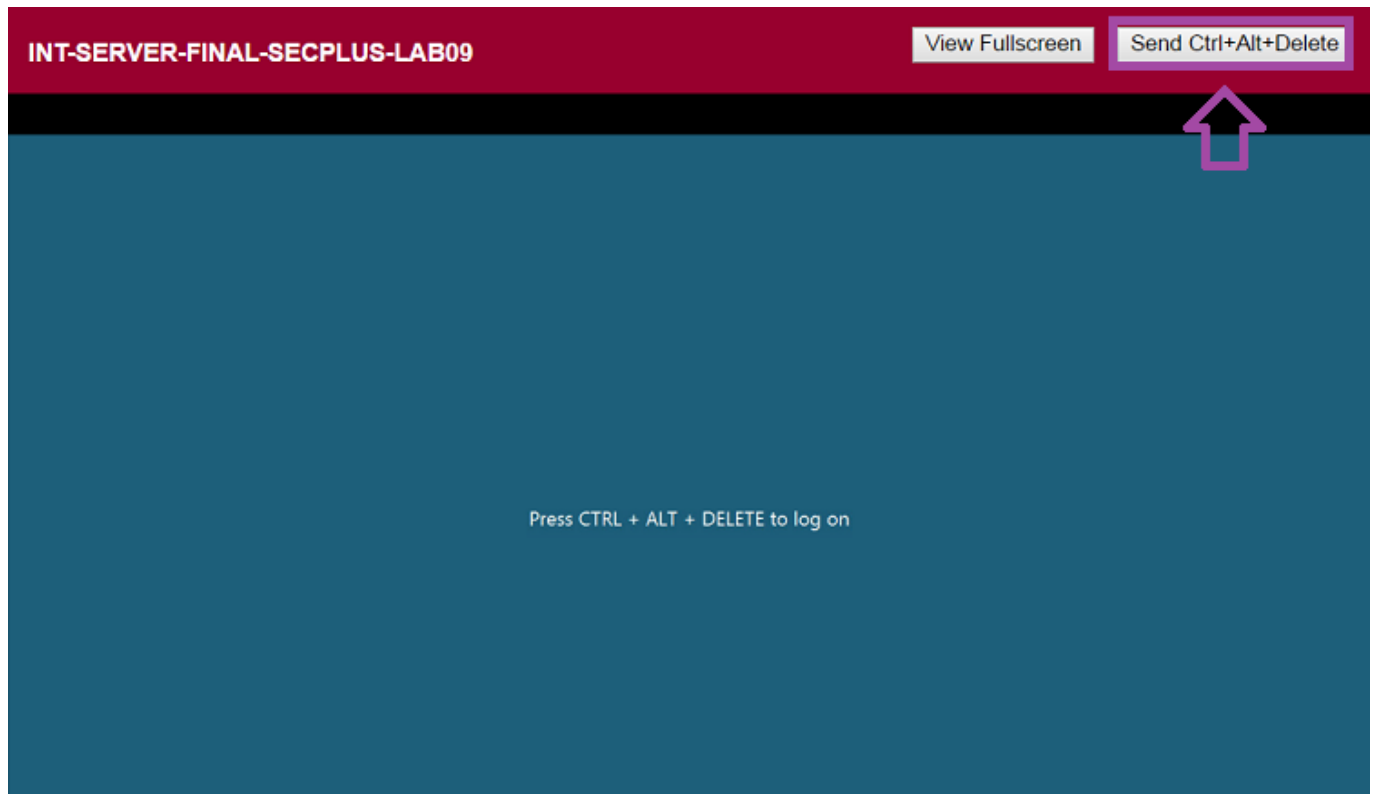 INT-SERVER-FINAL-SECPLUS-LAB09
View Fullscreen
Send Ctrl+Alt+Delete
Press CTRL + ALT + DELETE to log on